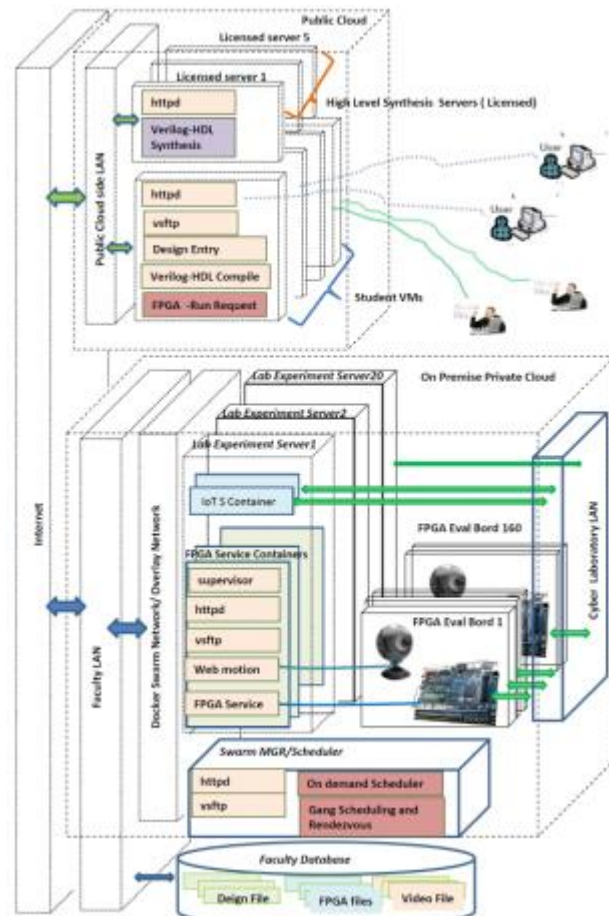 Public Cloud
Licensed server 5
Licensed server 1
httpd
Verilog-HDL
Synthesis
High Level Synthesis Servers ( Licensed)
Public Cloud side LAN
httpd
vsftp
Design Entry
Verilog-HDL Compile
FPGA -Run Request
User
User
Student VMs
Internet
On Premise Private Cloud
Lab Experiment Server20
Lab Experiment Server2
Lab Experiment Server1
IoT S Container
FPGA Service Containers
supervisor
httpd
vsftp
Web motion
FPGA Service
FPGA Eval Bord 160
FPGA Eval Bord 1
Cyber Laboratory LAN
Faculty LAN
Docker Swarm Network/ Overlay Network
Swarm MGR/Scheduler
httpd
vsftp
On demand Scheduler
Gang Scheduling and
Rendezvous
Faculty Database
Deign File
FPGA files
Video File